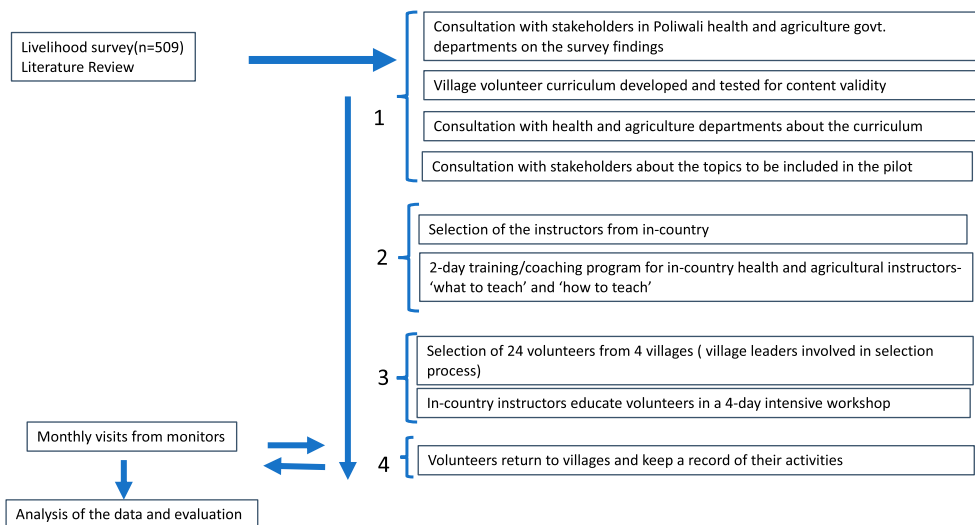 Livelihood survey(n=509)
Literature Review
1
Consultation with stakeholders in Poliwali health and agriculture govt.
departments on the survey findings
Village volunteer curriculum developed and tested for content validity
Consultation with health and agriculture departments about the curriculum
Consultation with stakeholders about the topics to be included in the pilot
2
Selection of the instructors from in-country
2-day training/coaching program for in-country health and agricultural instructors-
‘what to teach’ and ‘how to teach’
3
Selection of 24 volunteers from 4 villages ( village leaders involved in selection
process)
In-country instructors educate volunteers in a 4-day intensive workshop
4
Volunteers return to villages and keep a record of their activities
Monthly visits from monitors
Analysis of the data and evaluation